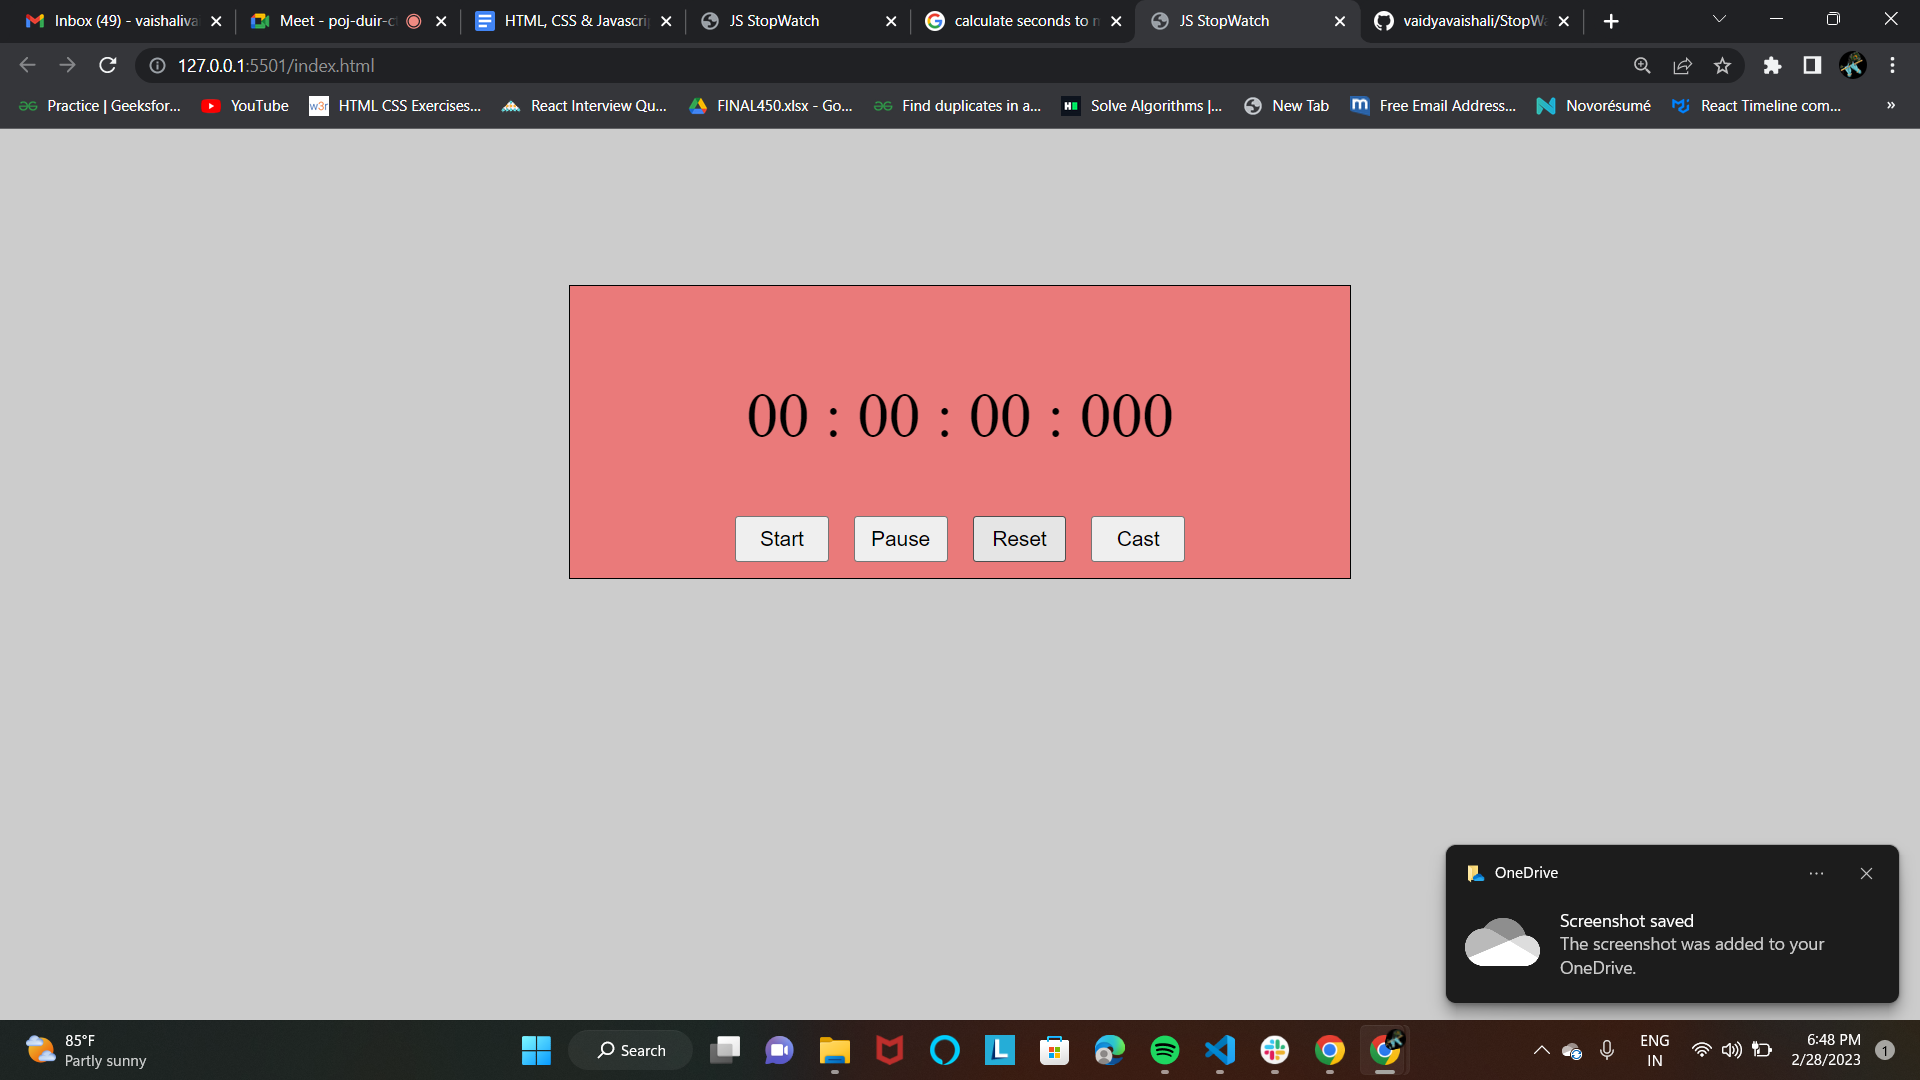 Inbox (49) - vaishaliva
Meet - poj-duir-c
HTML, CSS & Javascri
JS StopWatch
calculate seconds to m
JS StopWatch
vaidyavaishali/StopWa
127.0.0.1:5501/index.html
Practice | Geeksfor...
YouTube
w3r
HTML CSS Exercises...
React Interview Qu...
FINAL450.xlsx - Go...
Find duplicates in a...
Solve Algorithms |...
New Tab
Free Email Address...
Novorésumé
React Timeline com...
»
00 : 00 : 00 : 000
Start
Pause
Reset
Cast
OneDrive
Screenshot saved
The screenshot was added to your
OneDrive.
85°F
Partly sunny
Search
ENG
IN
6:48 PM
2/28/2023
1